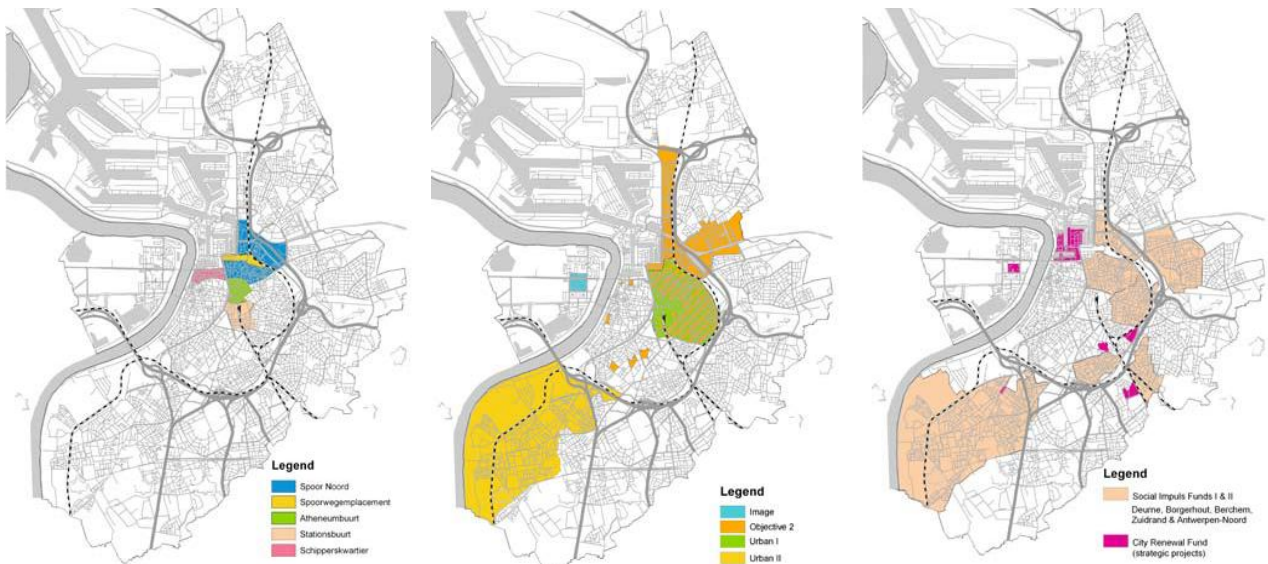 Legend
Spoor Noord
Spoorwegemplacement
Atheneumbuurt
Stationsbuurt
Schipperskwartier
Legend
Image
Objective 2
Urban I
Urban II
Legend
Social Impuls Funds I & II
Deurne, Borgerhout, Berchem,
Zuidrand & Antwerpen-Noord
City Renewal Fund
(strategic projects)